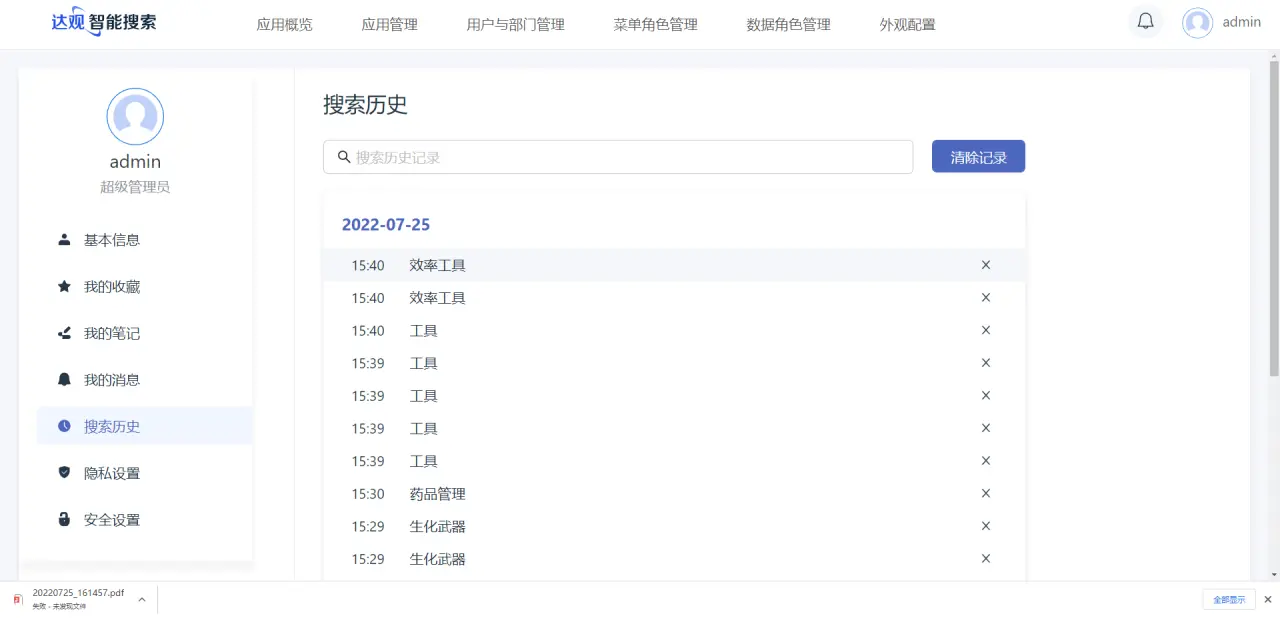 达观 智能搜索 应用概览 应用管理 用户与部门管理 菜单角色管理 数据角色管理 外观配置 admin
admin
超级管理员
基本信息
我的收藏
我的笔记
我的消息
搜索历史
隐私设置
安全设置
搜索历史
搜索历史记录 清除记录
2022-07-25
15:40 效率工具
15:40 效率工具
15:40 工具
15:39 工具
15:39 工具
15:39 工具
15:39 工具
15:30 药品管理
15:29 生化武器
15:29 生化武器
20220725_161457.pdf
失败 - 未发现文件
全部显示